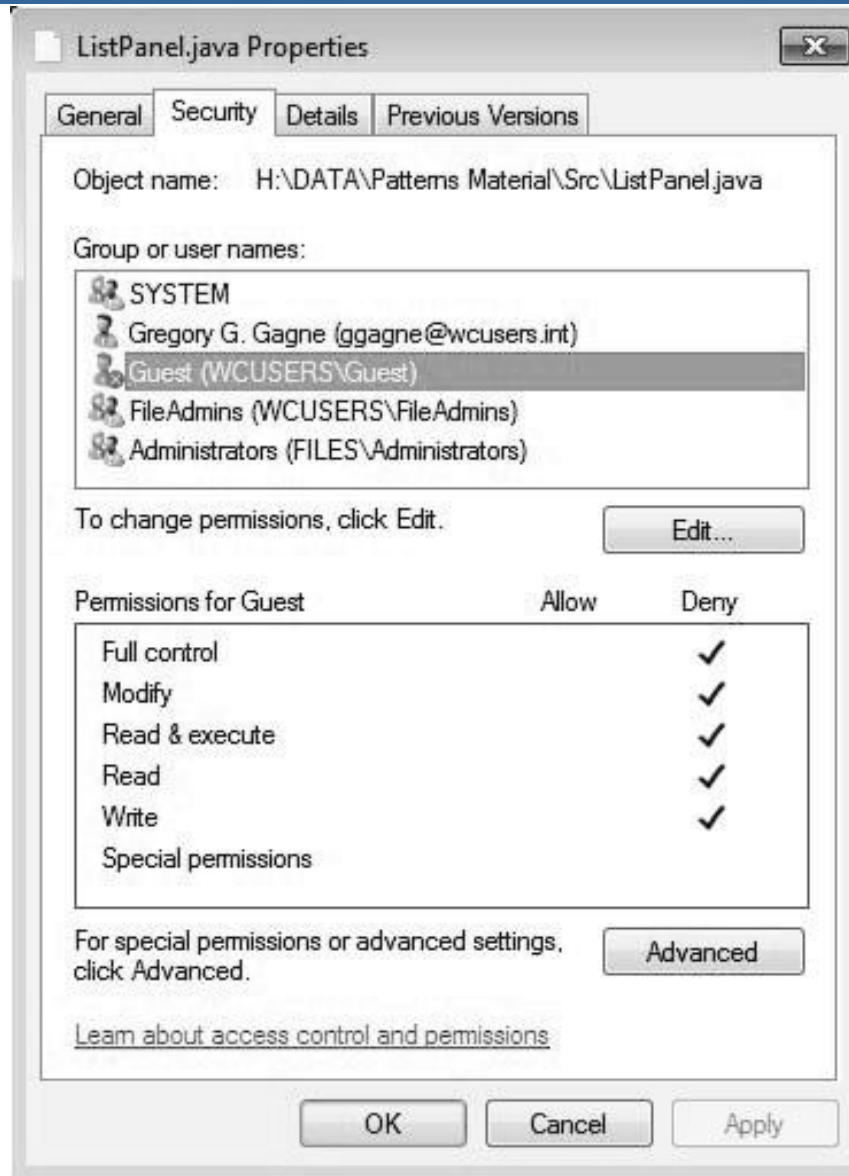 ListPanel.java Properties
General Security Details Previous Versions
Object name: H:\DATA\Patterns Material\Src\ListPanel.java
Group or user names:
SYSTEM
Gregory G. Gagne (ggagne@wcusers.int)
Guest (WCUSERS\Guest)
FileAdmins (WCUSERS\FileAdmins)
Administrators (FILES\Administrators)
To change permissions, click Edit.
Edit...
Permissions for Guest Allow Deny
Full control
Modify
Read & execute
Read
Write
Special permissions
For special permissions or advanced settings,
click Advanced.
Advanced
Learn about access control and permissions
OK Cancel Apply